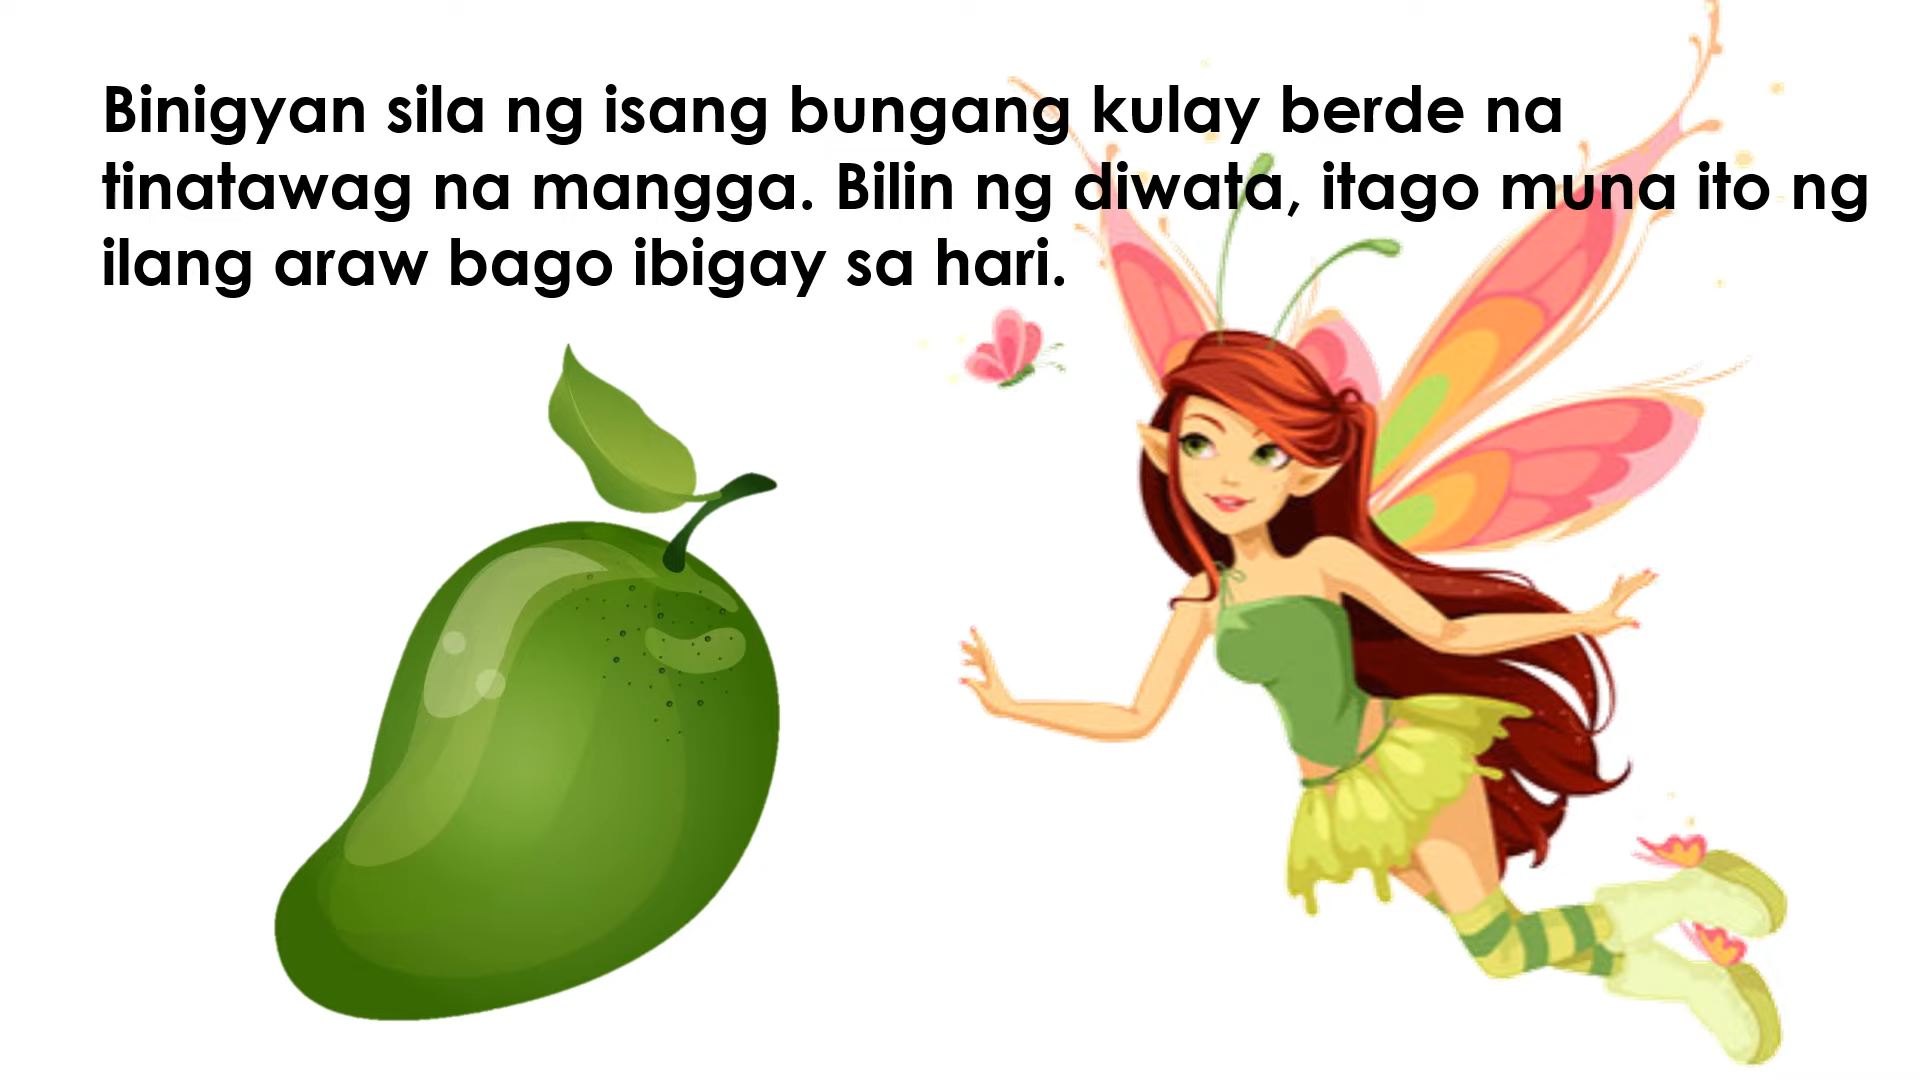 Binigyan sila ng isang bungang kulay berde na
tinatawag na mangga. Bilin ng diwata, itago muna ito ng
ilang araw bago ibigay sa hari.